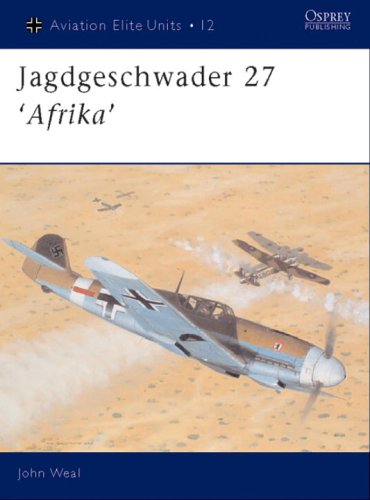 Aviation Elite Units • 12
OSPREY
PUBLISHING
Jagdgeschwader 27
‘Afrika’
John Weal